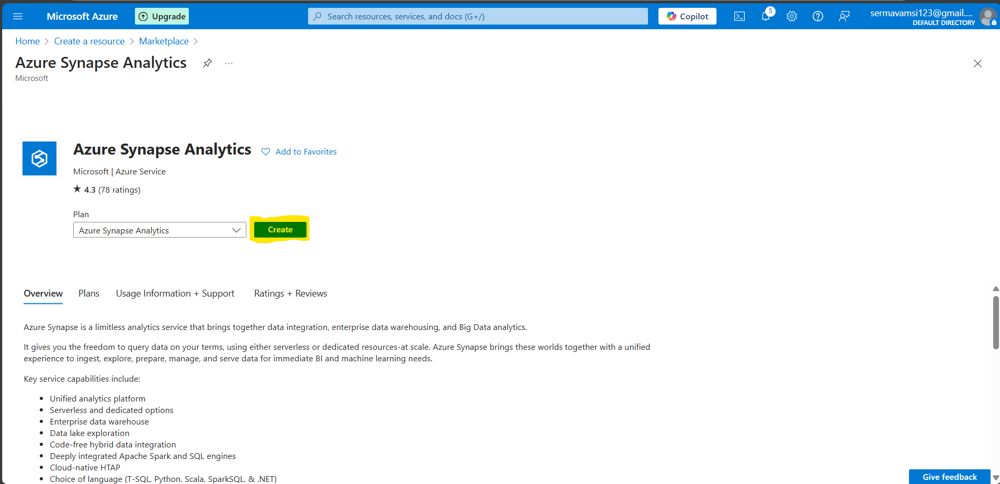 Microsoft Azure
Upgrade
Search resources, services, and docs (G+/)
Copilot
5
sermavamsi123@gmail....
DEFAULT DIRECTORY
Home > Create a resource > Marketplace >
Azure Synapse Analytics
Microsoft
Azure Synapse Analytics
Add to Favorites
Microsoft | Azure Service
★ 4.3 (78 ratings)
Plan
Azure Synapse Analytics
Create
Overview
Plans
Usage Information + Support
Ratings + Reviews
Azure Synapse is a limitless analytics service that brings together data integration, enterprise data warehousing, and Big Data analytics.
It gives you the freedom to query data on your terms, using either serverless or dedicated resources-at scale. Azure Synapse brings these worlds together with a unified
experience to ingest, explore, prepare, manage, and serve data for immediate BI and machine learning needs.
Key service capabilities include:
• Unified analytics platform
• Serverless and dedicated options
• Enterprise data warehouse
• Data lake exploration
• Code-free hybrid data integration
• Deeply integrated Apache Spark and SQL engines
• Cloud-native HTAP
• Choice of language (T-SQL, Python, Scala, SparkSQL, & .NET)
Give feedback